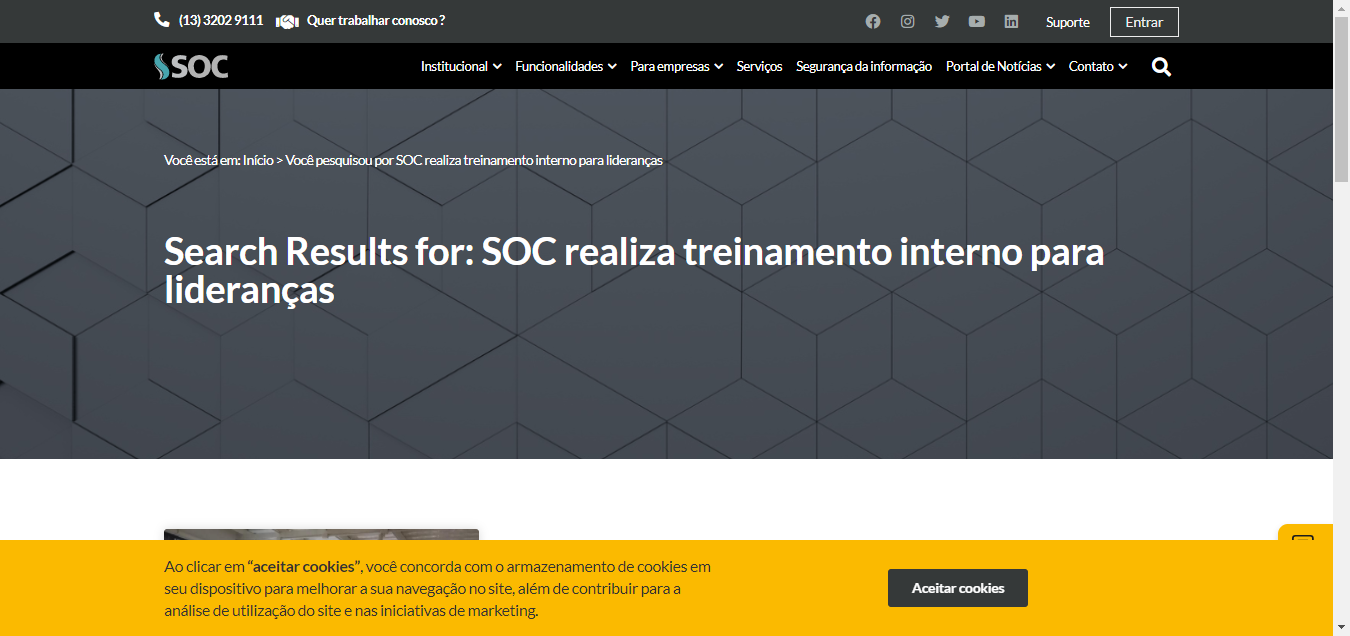 (13) 3202 9111 Quer trabalhar conosco ? Suporte Entrar
SOC Institucional Funcionalidades Para empresas Serviços Segurança da informação Portal de Notícias Contato
Você está em: Início > Você pesquisou por SOC realiza treinamento interno para lideranças
Search Results for: SOC realiza treinamento interno para
lideranças
Ao clicar em “aceitar cookies”, você concorda com o armazenamento de cookies em
seu dispositivo para melhorar a sua navegação no site, além de contribuir para a
análise de utilização do site e nas iniciativas de marketing.
Aceitar cookies